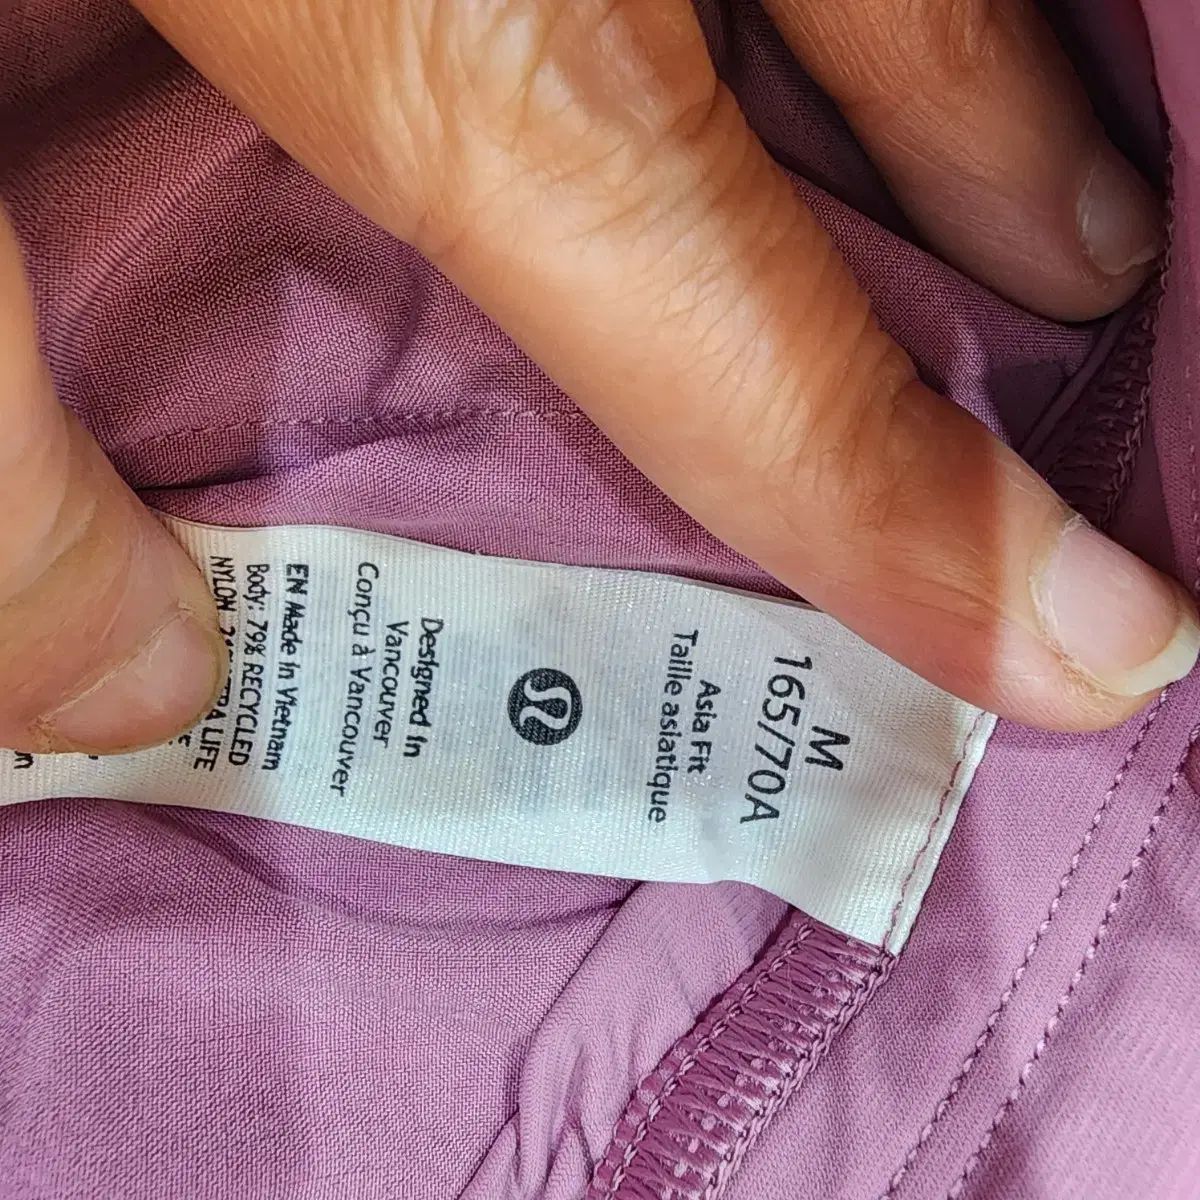 M
165/70A
Asia Fit
Taille asiatique
Designed in
Vancouver
Conçu à Vancouver
EN Made in Vietnam
Body: 79% RECYCLED
NYLON
LIFE